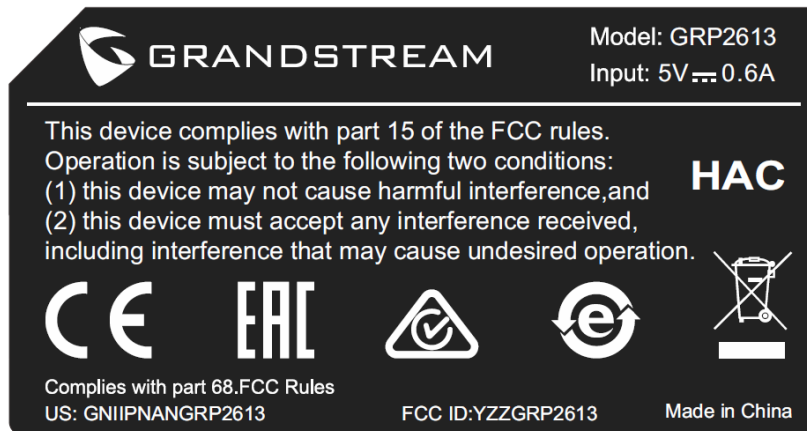 GRANDSTREAM
Model: GRP2613
Input: 5V⎓0.6A
This device complies with part 15 of the FCC rules.
Operation is subject to the following two conditions:
(1) this device may not cause harmful interference,and
(2) this device must accept any interference received,
including interference that may cause undesired operation.
HAC
CE
EAC
e
Complies with part 68.FCC Rules
US: GNIIPNANGRP2613
FCC ID:YZZGRP2613
Made in China